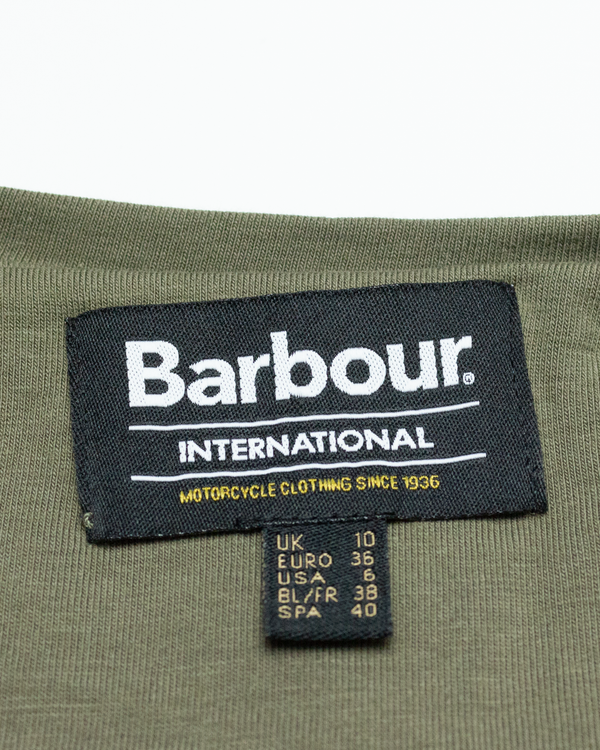 Barbour®
INTERNATIONAL
MOTORCYCLE CLOTHING SINCE 1936
UK 10
EURO 36
USA 6
BL/FR 38
SPA 40